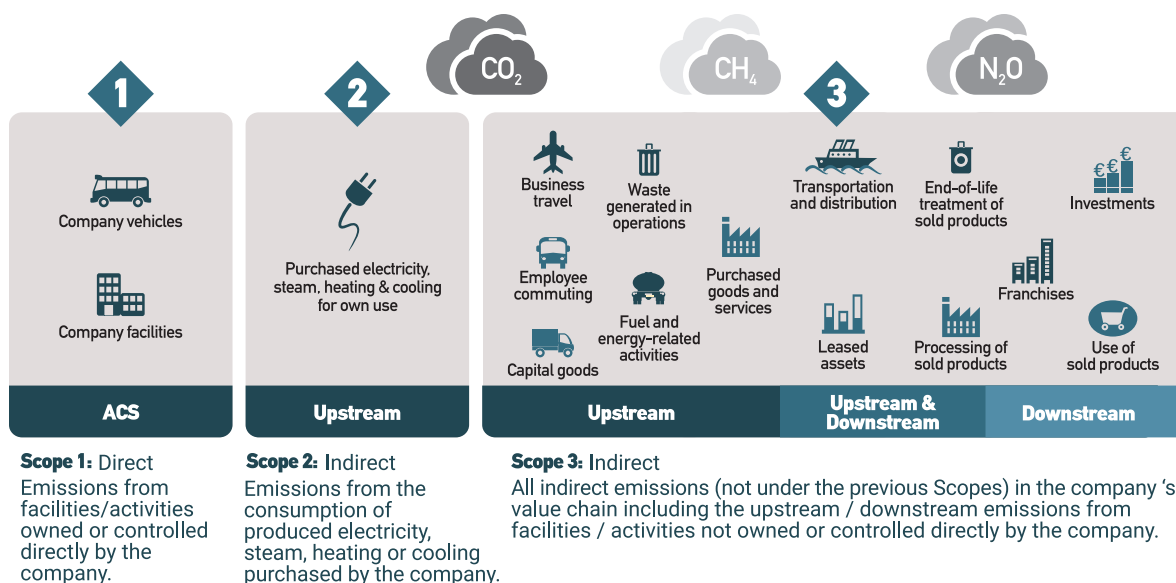 CO2
CH4
N2O
1
2
3
Company vehicles
Company facilities
ACS
Purchased electricity,
steam, heating & cooling
for own use
Upstream
Business
travel
Waste
generated in
operations
Employee
commuting
Fuel and
energy-related
activities
Capital goods
Purchased
goods and
services
Upstream
Transportation
and distribution
Leased
assets
End-of-life
treatment of
sold products
Processing of
sold products
Upstream &
Downstream
€ € €
Investments
Franchises
Use of
sold products
Downstream
Scope 1: Direct
Emissions from
facilities/activities
owned or controlled
directly by the
company.
Scope 2: Indirect
Emissions from the
consumption of
produced electricity,
steam, heating or cooling
purchased by the company.
Scope 3: Indirect
All indirect emissions (not under the previous Scopes) in the company 's
value chain including the upstream / downstream emissions from
facilities / activities not owned or controlled directly by the company.